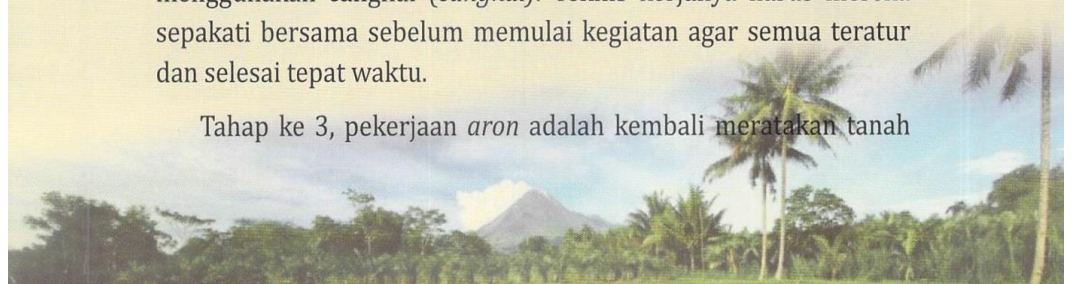 sepakati bersama sebelum memulai kegiatan agar semua teratur
dan selesai tepat waktu.
Tahap ke 3, pekerjaan aron adalah kembali meratakan tanah